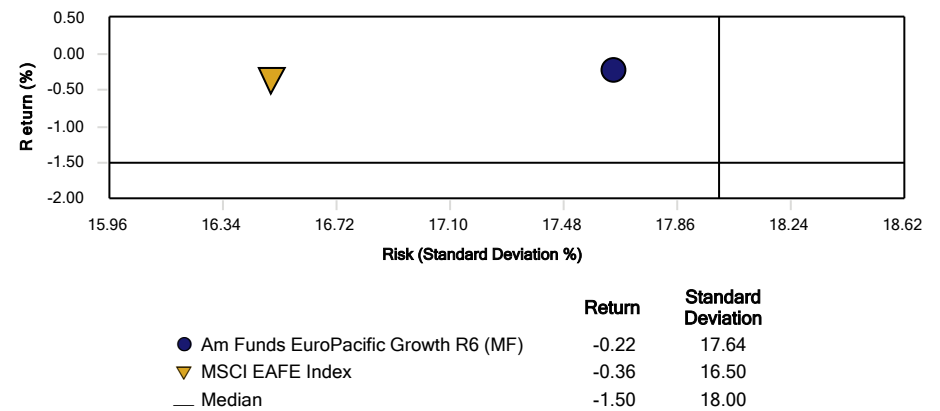 0.50
0.00
-0.50
-1.00
-1.50
-2.00
Return (%)
15.96 16.34 16.72 17.10 17.48 17.86 18.24 18.62
Risk (Standard Deviation %)
Return Standard Deviation
Am Funds EuroPacific Growth R6 (MF) -0.22 17.64
MSCI EAFE Index -0.36 16.50
Median -1.50 18.00